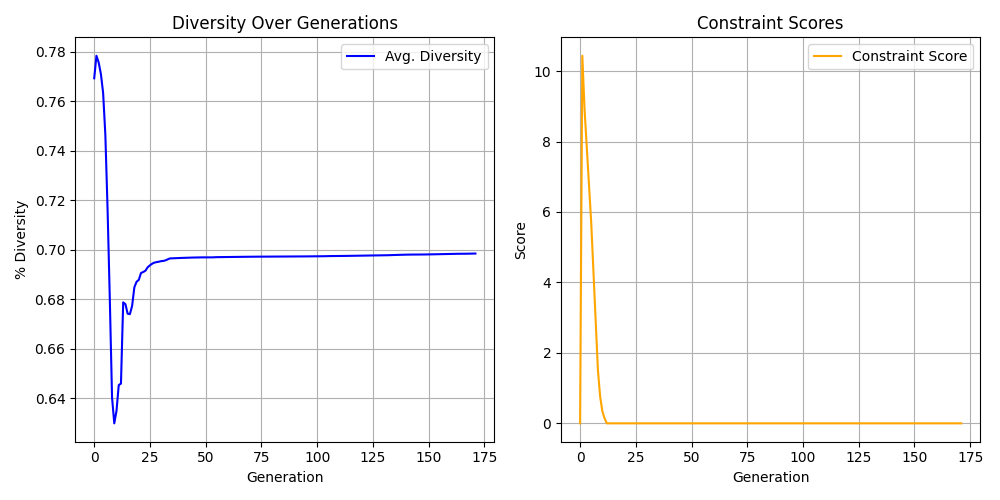 Diversity Over Generations
Avg. Diversity
% Diversity
0.78
0.76
0.74
0.72
0.70
0.68
0.66
0.64
0 25 50 75 100 125 150 175
Generation
Constraint Scores
Constraint Score
Score
10
8
6
4
2
0
0 25 50 75 100 125 150 175
Generation